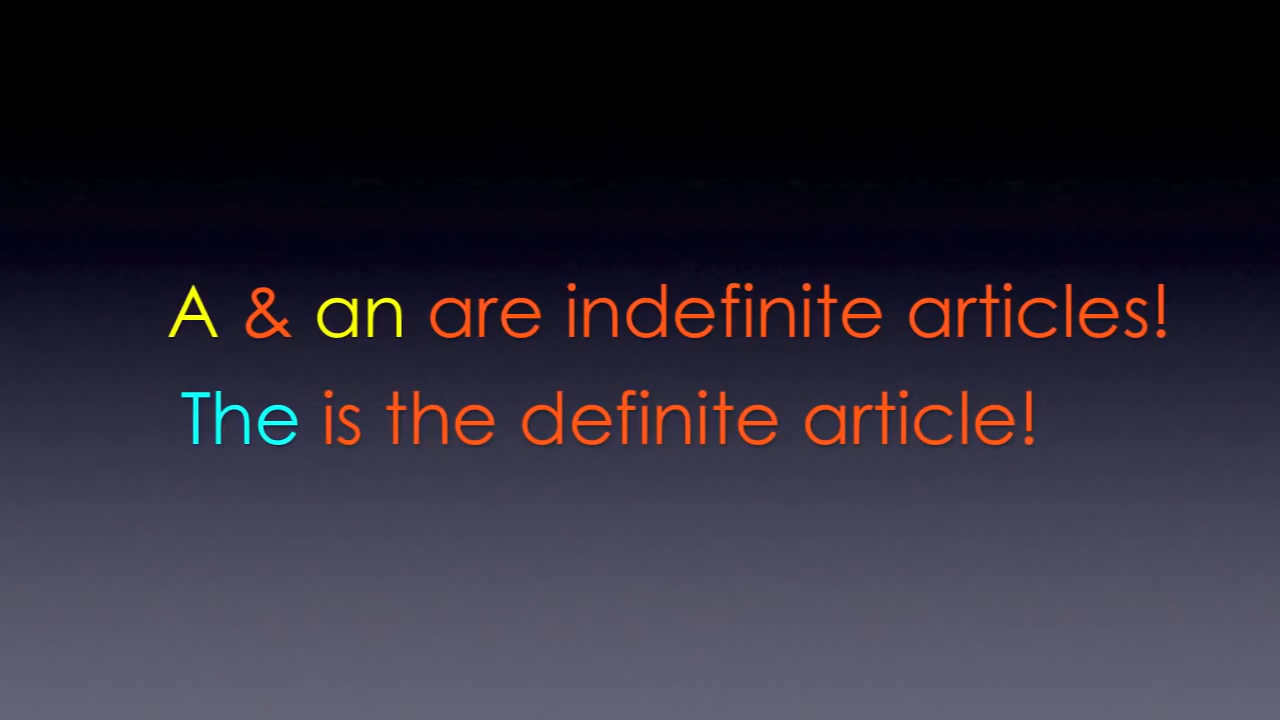 A & an are indefinite articles!
The is the definite article!